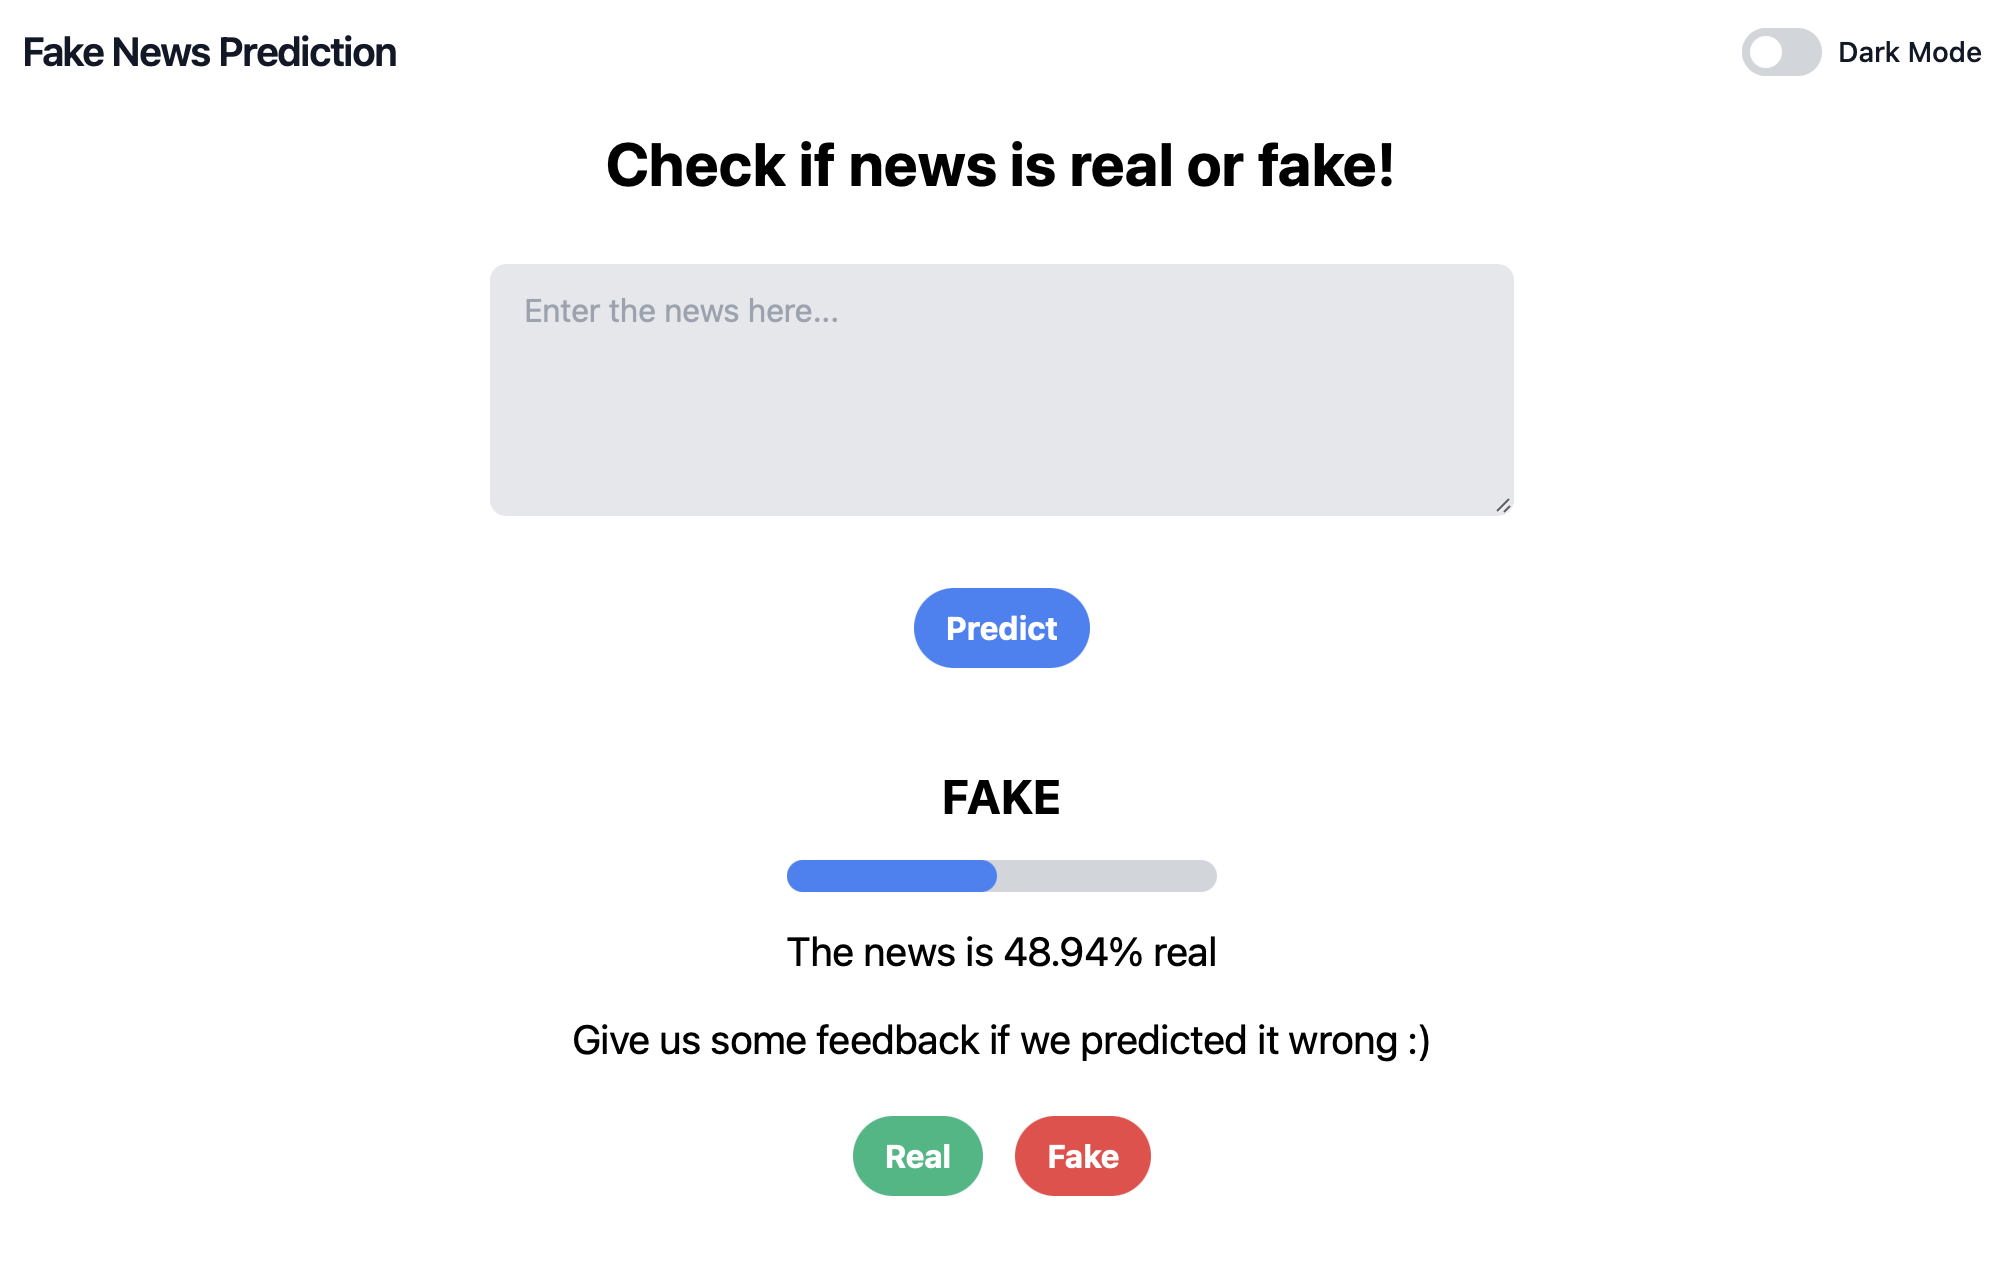 Fake News Prediction
Dark Mode
Check if news is real or fake!
Enter the news here...
Predict
FAKE
The news is 48.94% real
Give us some feedback if we predicted it wrong :)
Real
Fake